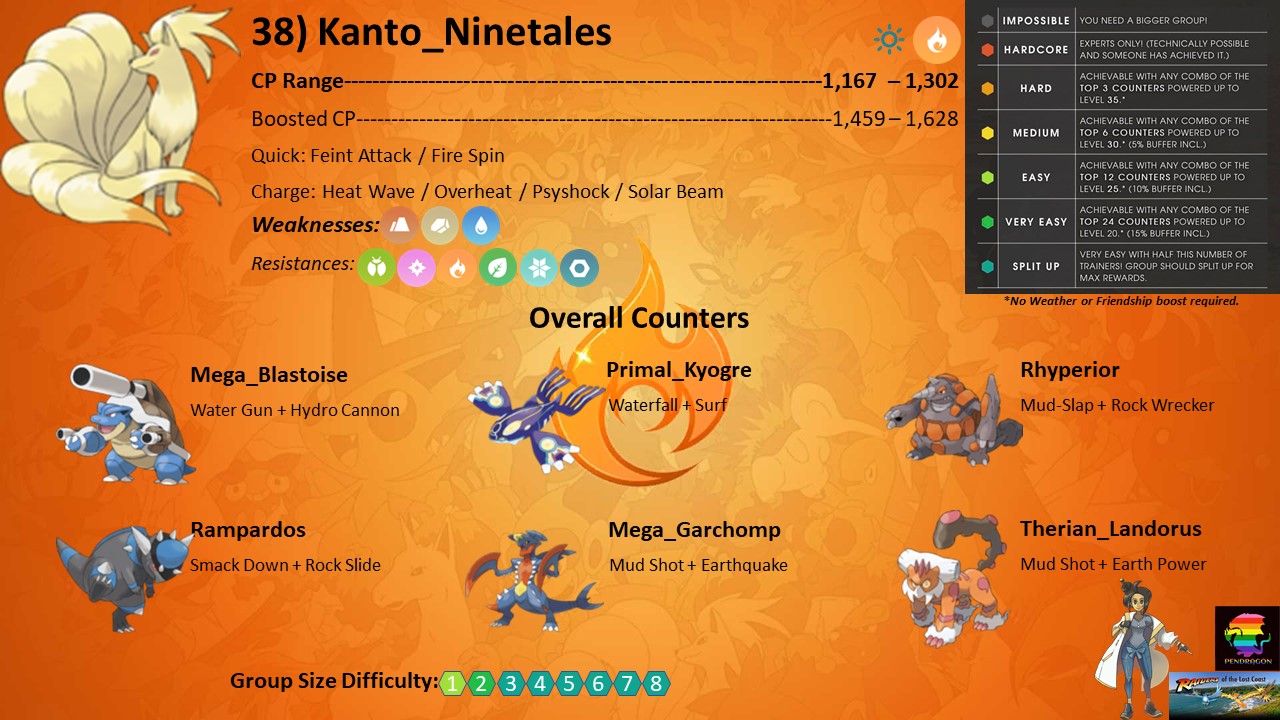 38) Kanto_Ninetales
CP Range--------------------------------------------------------------------1,167 – 1,302
Boosted CP--------------------------------------------------------------------1,459 – 1,628
Quick: Feint Attack / Fire Spin
Charge: Heat Wave / Overheat / Psyshock / Solar Beam
Weaknesses:
Resistances:
IMPOSSIBLE YOU NEED A BIGGER GROUP!
HARDCORE EXPERTS ONLY! (TECHNICALLY POSSIBLE
AND SOMEONE HAS ACHIEVED IT.)
HARD ACHIEVABLE WITH ANY COMBO OF THE
TOP 3 COUNTERS POWERED UP TO
LEVEL 35.*
MEDIUM ACHIEVABLE WITH ANY COMBO OF THE
TOP 6 COUNTERS POWERED UP TO
LEVEL 30.* (5% BUFFER INCL.)
EASY ACHIEVABLE WITH ANY COMBO OF THE
TOP 12 COUNTERS POWERED UP TO
LEVEL 25.* (10% BUFFER INCL.)
VERY EASY ACHIEVABLE WITH ANY COMBO OF THE
TOP 24 COUNTERS POWERED UP TO
LEVEL 20.* (15% BUFFER INCL.)
SPLIT UP VERY EASY WITH HALF THIS NUMBER OF
TRAINERS! GROUP SHOULD SPLIT UP FOR
MAX REWARDS.
*No Weather or Friendship boost required.
Overall Counters
Mega_Blastoise
Water Gun + Hydro Cannon
Primal_Kyogre
Waterfall + Surf
Rhyperior
Mud-Slap + Rock Wrecker
Rampardos
Smack Down + Rock Slide
Mega_Garchomp
Mud Shot + Earthquake
Therian_Landorus
Mud Shot + Earth Power
Group Size Difficulty: 1 2 3 4 5 6 7 8
PENDRAGON
RAIDERS of the Lost Coast